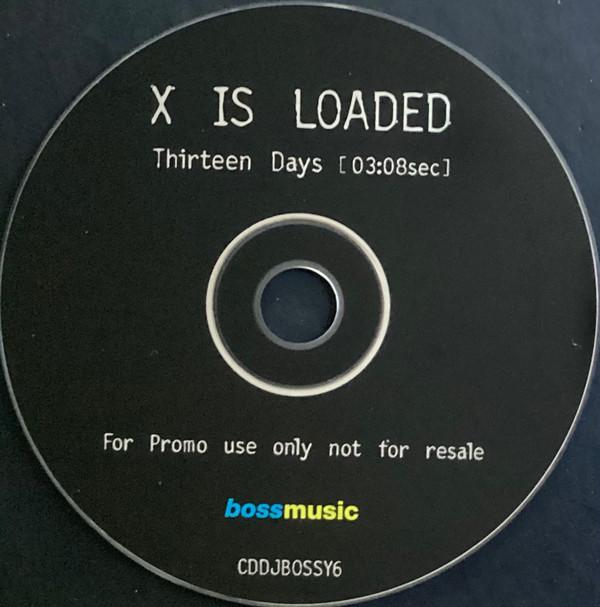 X IS LOADED
Thirteen Days [03:08sec]
For Promo use only not for resale
bossmusic
CDDJBOSSY6